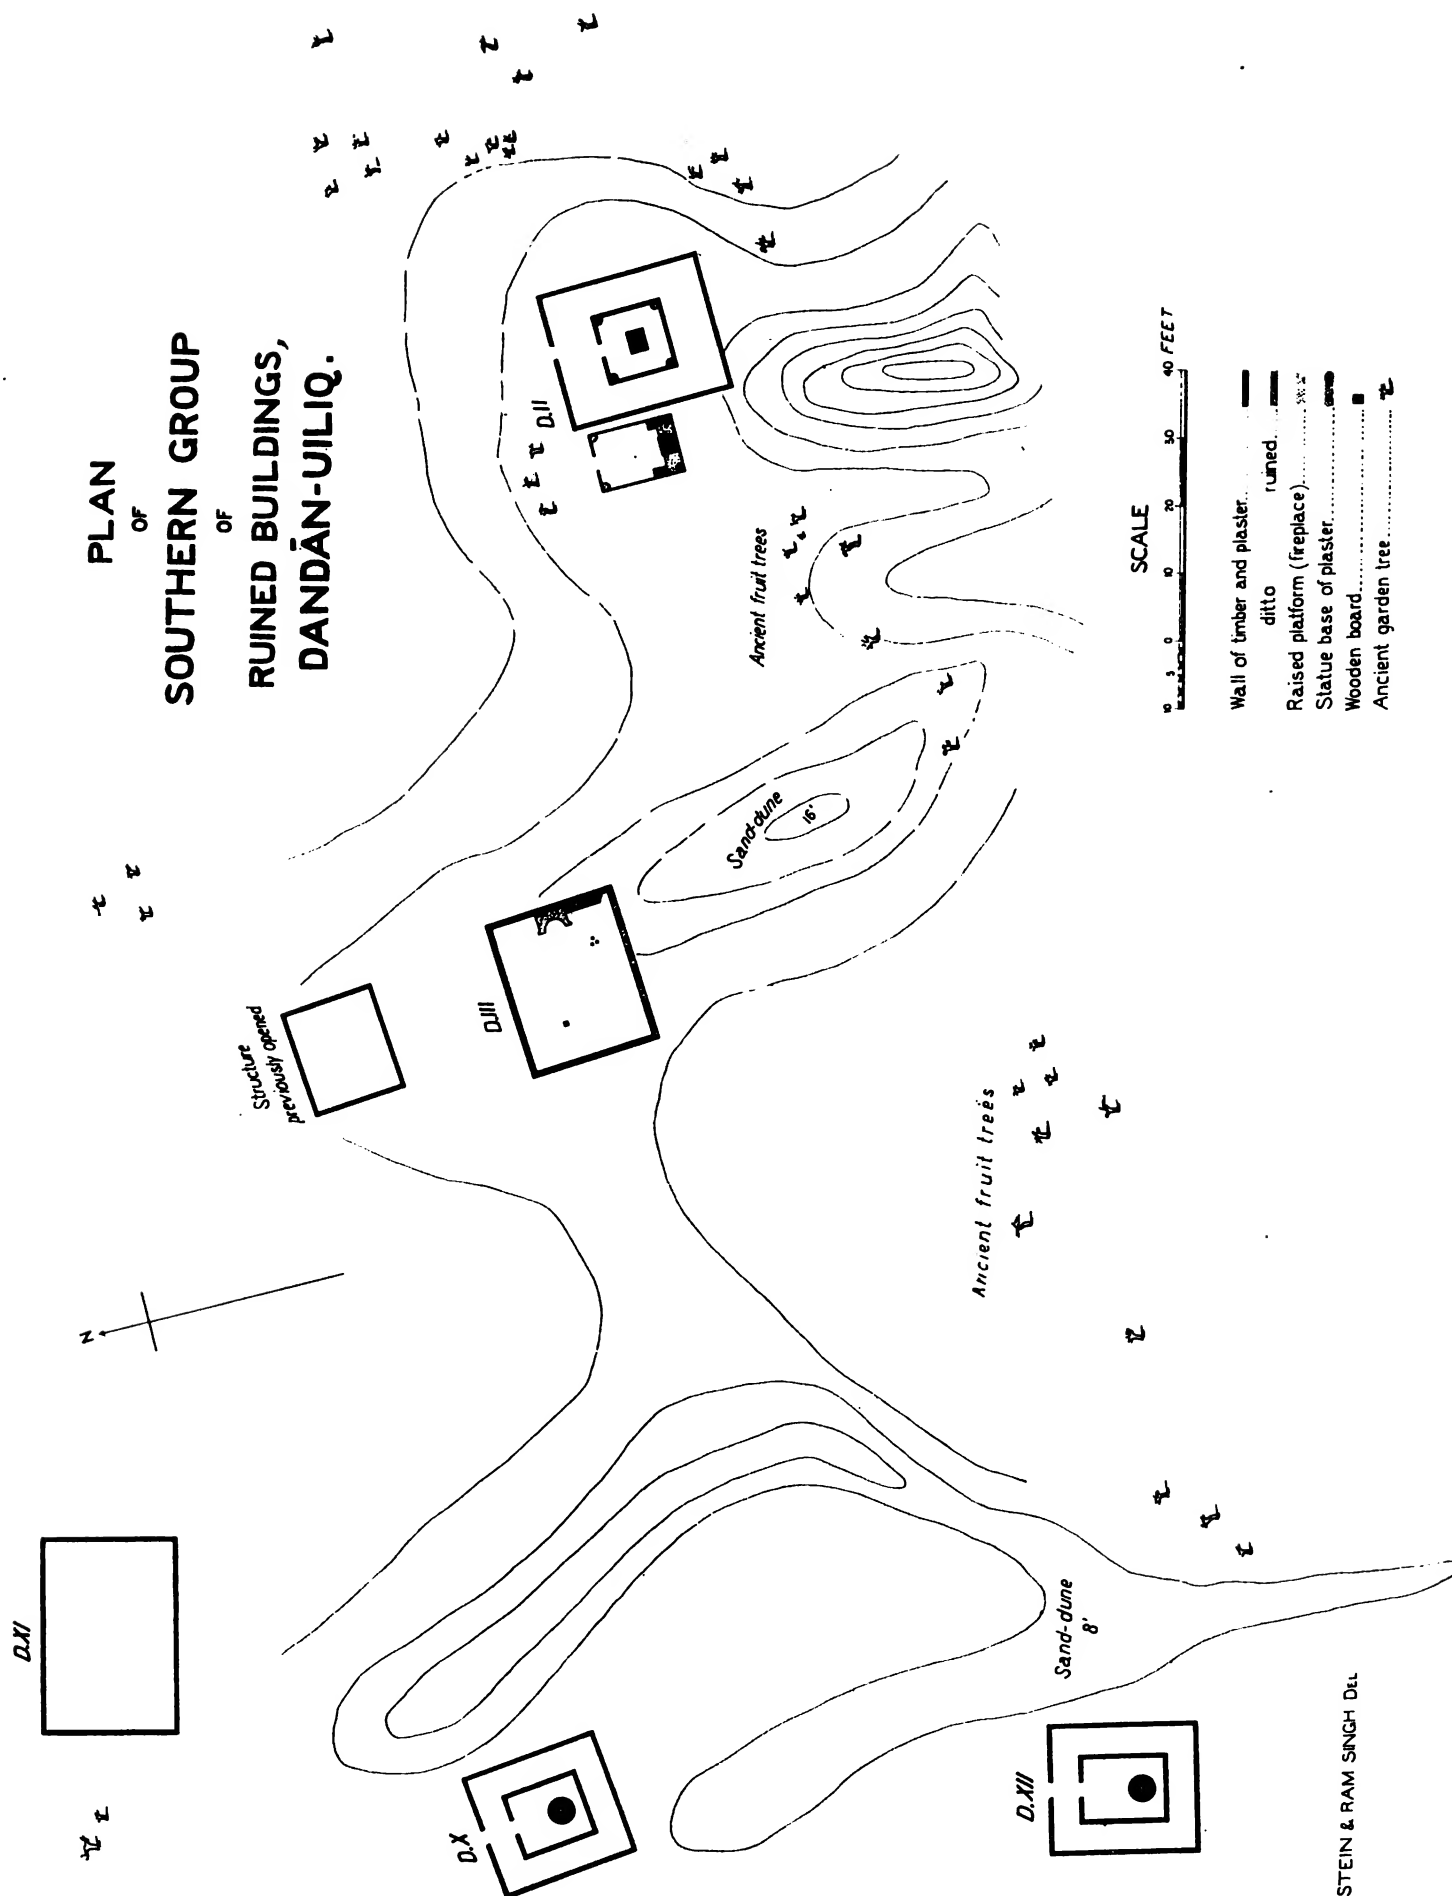 PLAN
OF
SOUTHERN GROUP
OF
RUINED BUILDINGS,
DANDĀN-UILIQ.
N
D.XI
D.X
D.XII
Structure
previously opened
D.III
D.II
Sand-dune
16'
Ancient fruit trees
Ancient fruit trees
Sand-dune
8'
SCALE
10 5 0 10 20 30 40 FEET
Wall of timber and plaster
ditto ruined
Raised platform (fireplace)
Statue base of plaster
Wooden board
Ancient garden tree
STEIN & RAM SINGH DEL